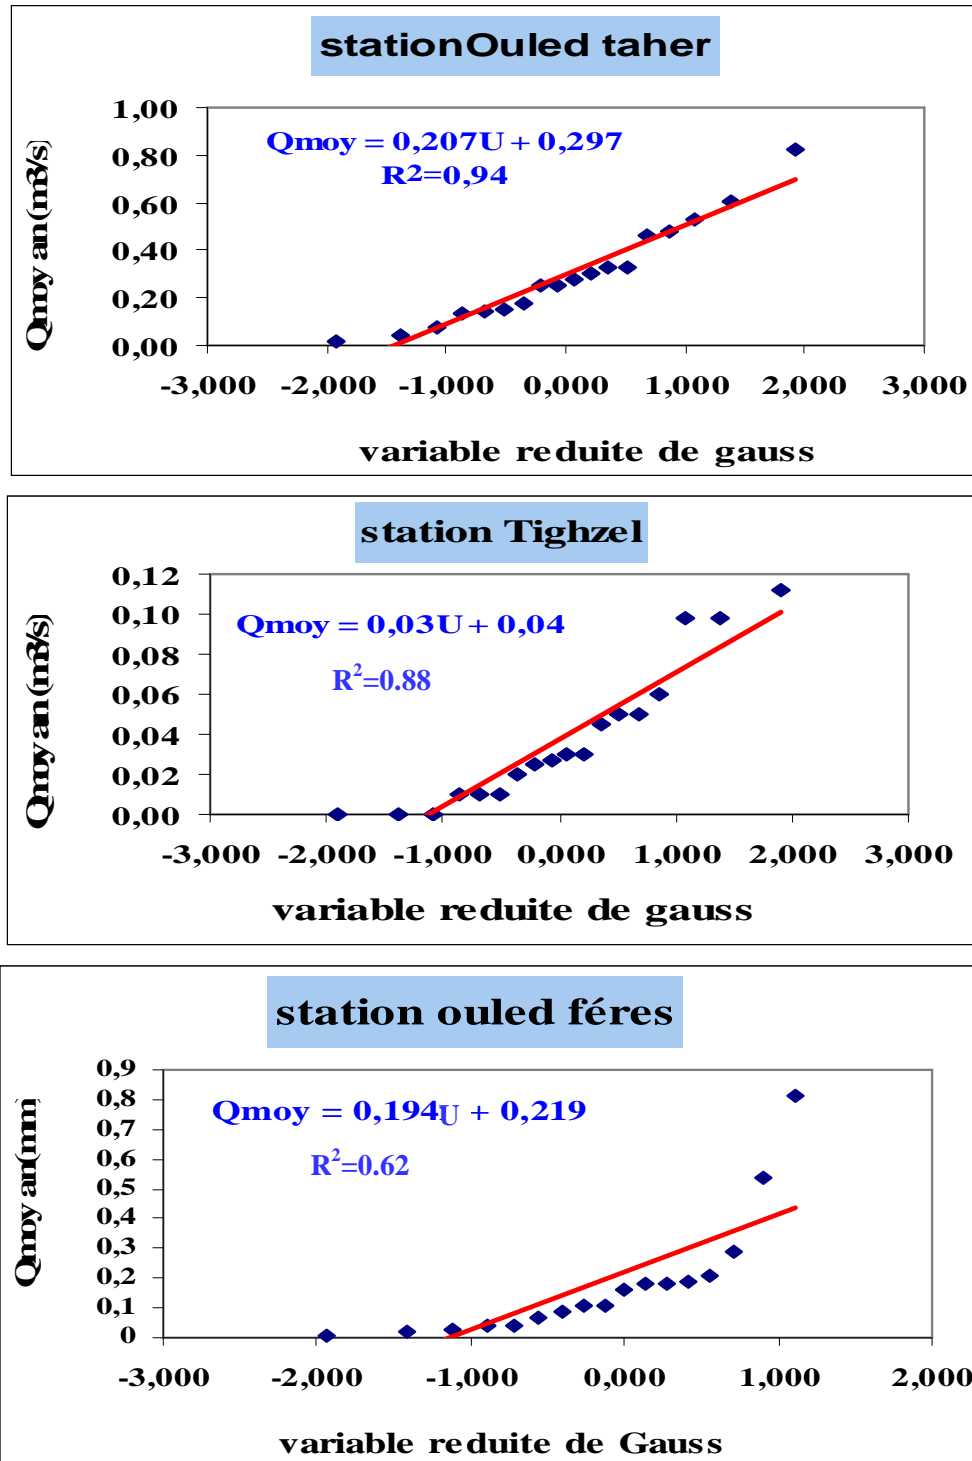 stationOuled taher
Qmoy an(m3/s)
1,00
0,80
0,60
0,40
0,20
0,00
Qmoy = 0,207U + 0,297
R2=0,94
-3,000 -2,000 -1,000 0,000 1,000 2,000 3,000
variable reduite de gauss
station Tighzel
Qmoy an(m3/s)
0,12
0,10
0,08
0,06
0,04
0,02
0,00
Qmoy = 0,03U + 0,04
R²=0.88
-3,000 -2,000 -1,000 0,000 1,000 2,000 3,000
variable reduite de gauss
station ouled féres
Qmoy an(mm)
0,9
0,8
0,7
0,6
0,5
0,4
0,3
0,2
0,1
0
Qmoy = 0,194U + 0,219
R²=0.62
-3,000 -2,000 -1,000 0,000 1,000 2,000
variable reduite de Gauss